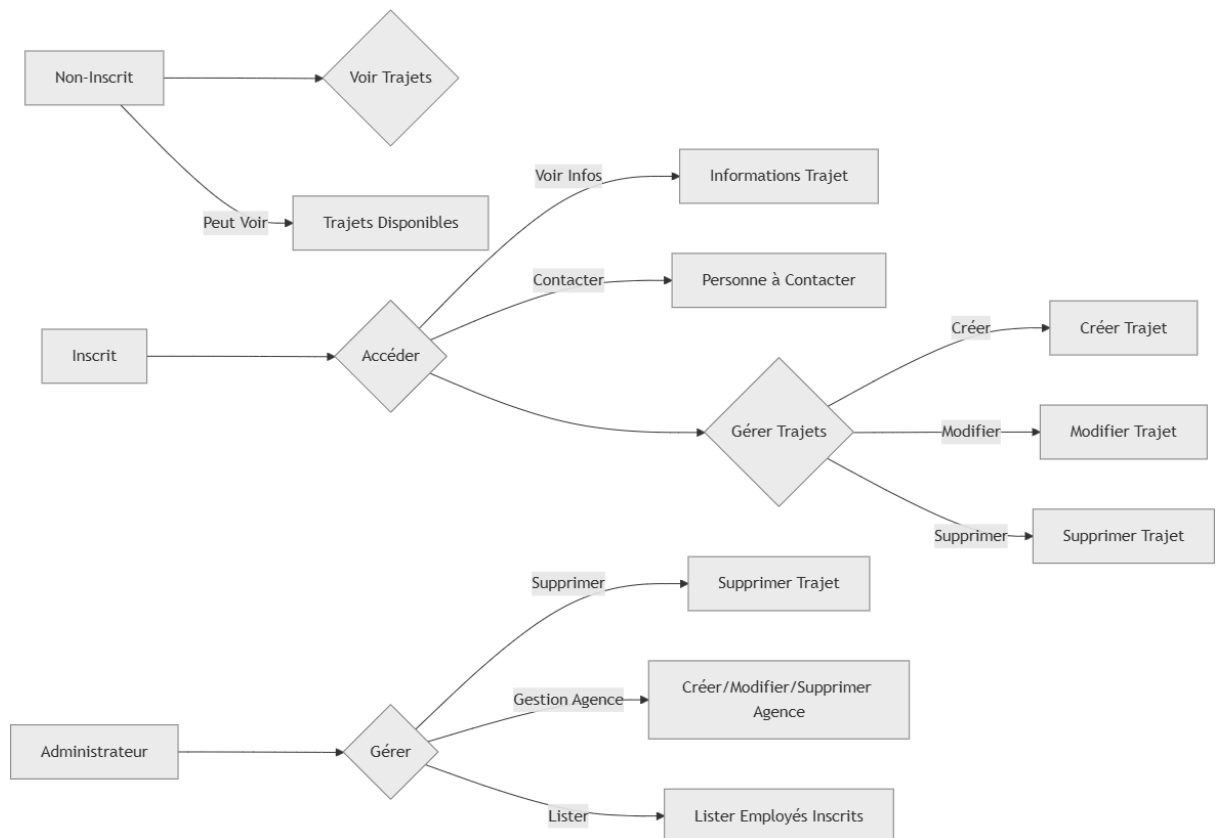 Non-Inscrit
Voir Trajets
Peut Voir
Trajets Disponibles
Voir Infos
Informations Trajet
Contacter
Personne à Contacter
Inscrit
Accéder
Créer
Créer Trajet
Gérer Trajets
Modifier
Modifier Trajet
Supprimer
Supprimer Trajet
Supprimer
Supprimer Trajet
Gestion Agence
Créer/Modifier/Supprimer
Agence
Administrateur
Gérer
Lister
Lister Employés Inscrits